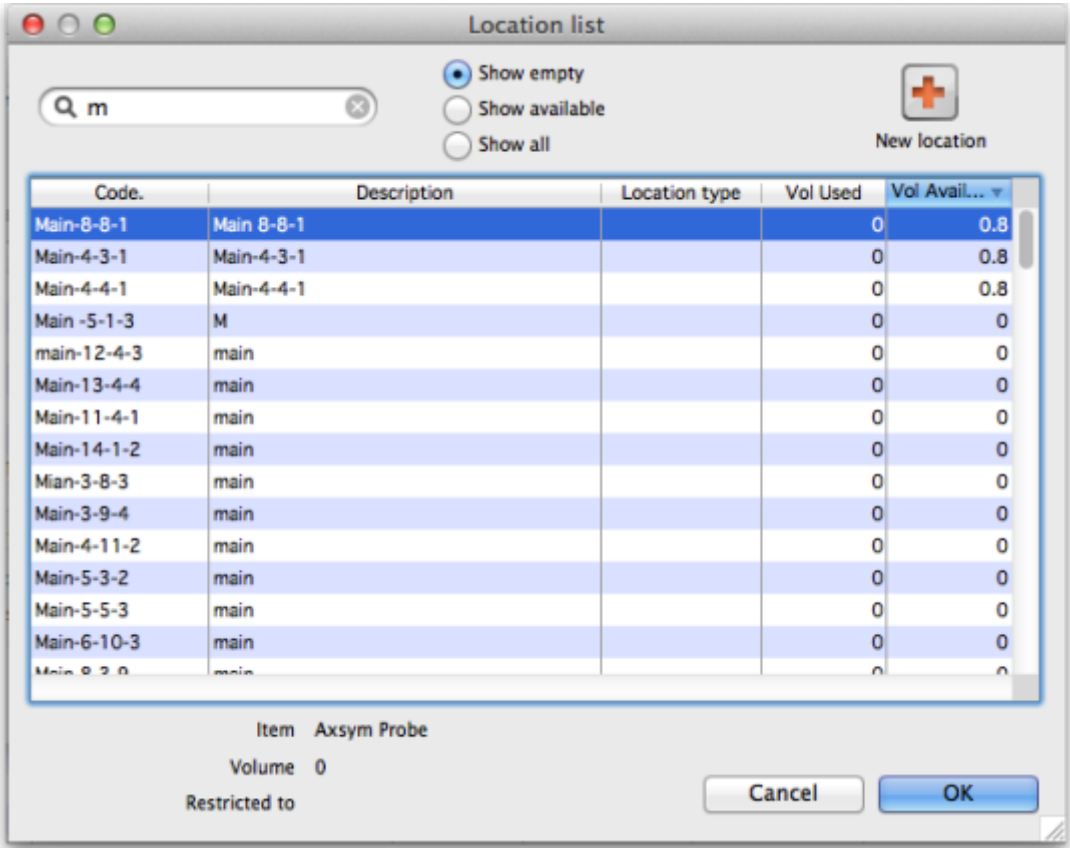 Location list
m
Show empty
Show available
Show all
New location
Code. Description Location type Vol Used Vol Avail...
Main-8-8-1 Main 8-8-1 0 0.8
Main-4-3-1 Main-4-3-1 0 0.8
Main-4-4-1 Main-4-4-1 0 0.8
Main -5-1-3 M 0 0
main-12-4-3 main 0 0
Main-13-4-4 main 0 0
Main-11-4-1 main 0 0
Main-14-1-2 main 0 0
Mian-3-8-3 main 0 0
Main-3-9-4 main 0 0
Main-4-11-2 main 0 0
Main-5-3-2 main 0 0
Main-5-5-3 main 0 0
Main-6-10-3 main 0 0
main 0 0
Item Axsym Probe
Volume 0
Restricted to
Cancel OK